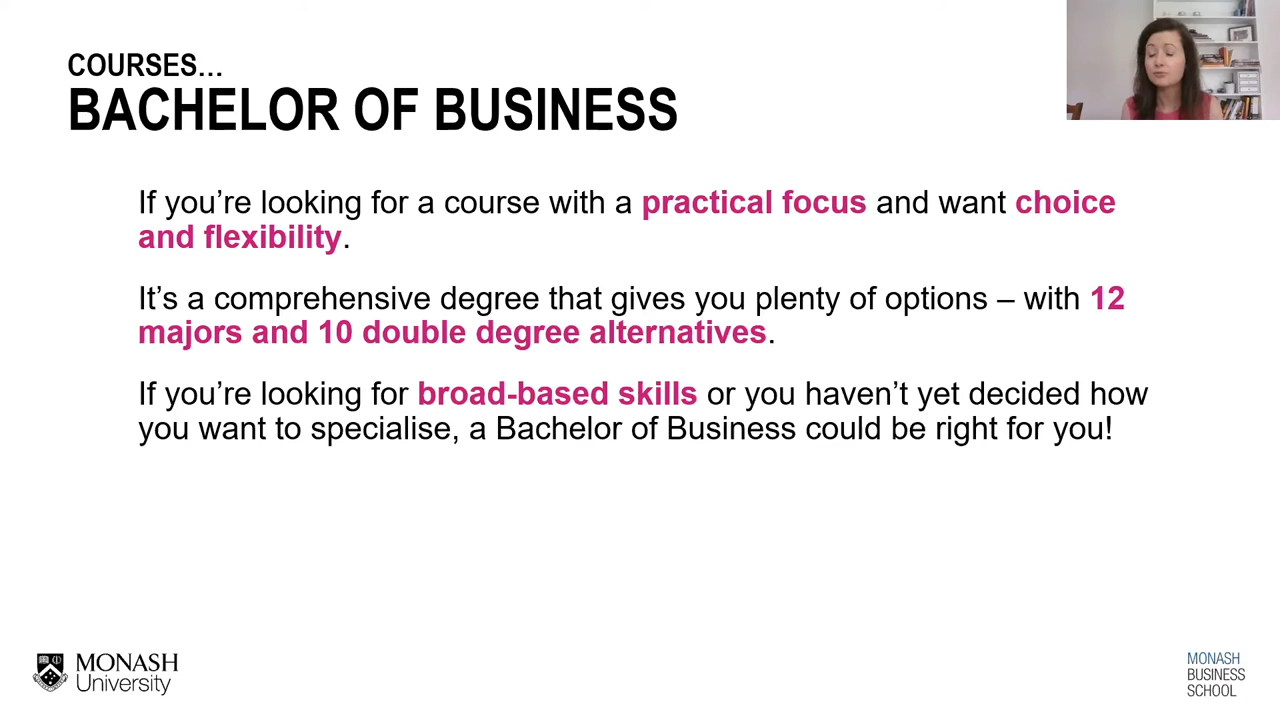 COURSES…
BACHELOR OF BUSINESS
If you’re looking for a course with a practical focus and want choice
and flexibility.
It’s a comprehensive degree that gives you plenty of options – with 12
majors and 10 double degree alternatives.
If you’re looking for broad-based skills or you haven’t yet decided how
you want to specialise, a Bachelor of Business could be right for you!
MONASH
University
MONASH
BUSINESS
SCHOOL